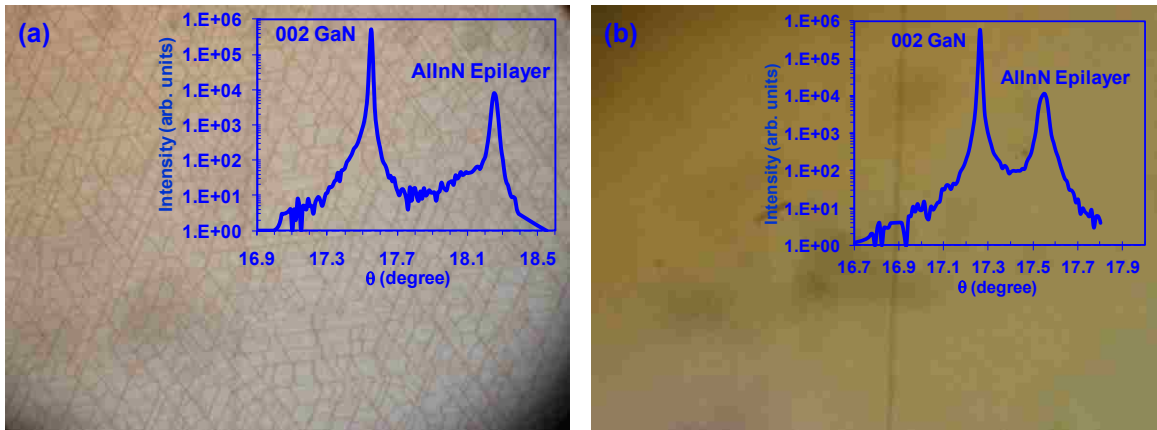 (a)
002 GaN
AlInN Epilayer
Intensity (arb. units)
1.E+06
1.E+05
1.E+04
1.E+03
1.E+02
1.E+01
1.E+00
16.9 17.3 17.7 18.1 18.5
θ (degree)
(b)
002 GaN
AlInN Epilayer
Intensity (arb. units)
1.E+06
1.E+05
1.E+04
1.E+03
1.E+02
1.E+01
1.E+00
16.7 16.9 17.1 17.3 17.5 17.7 17.9
θ (degree)